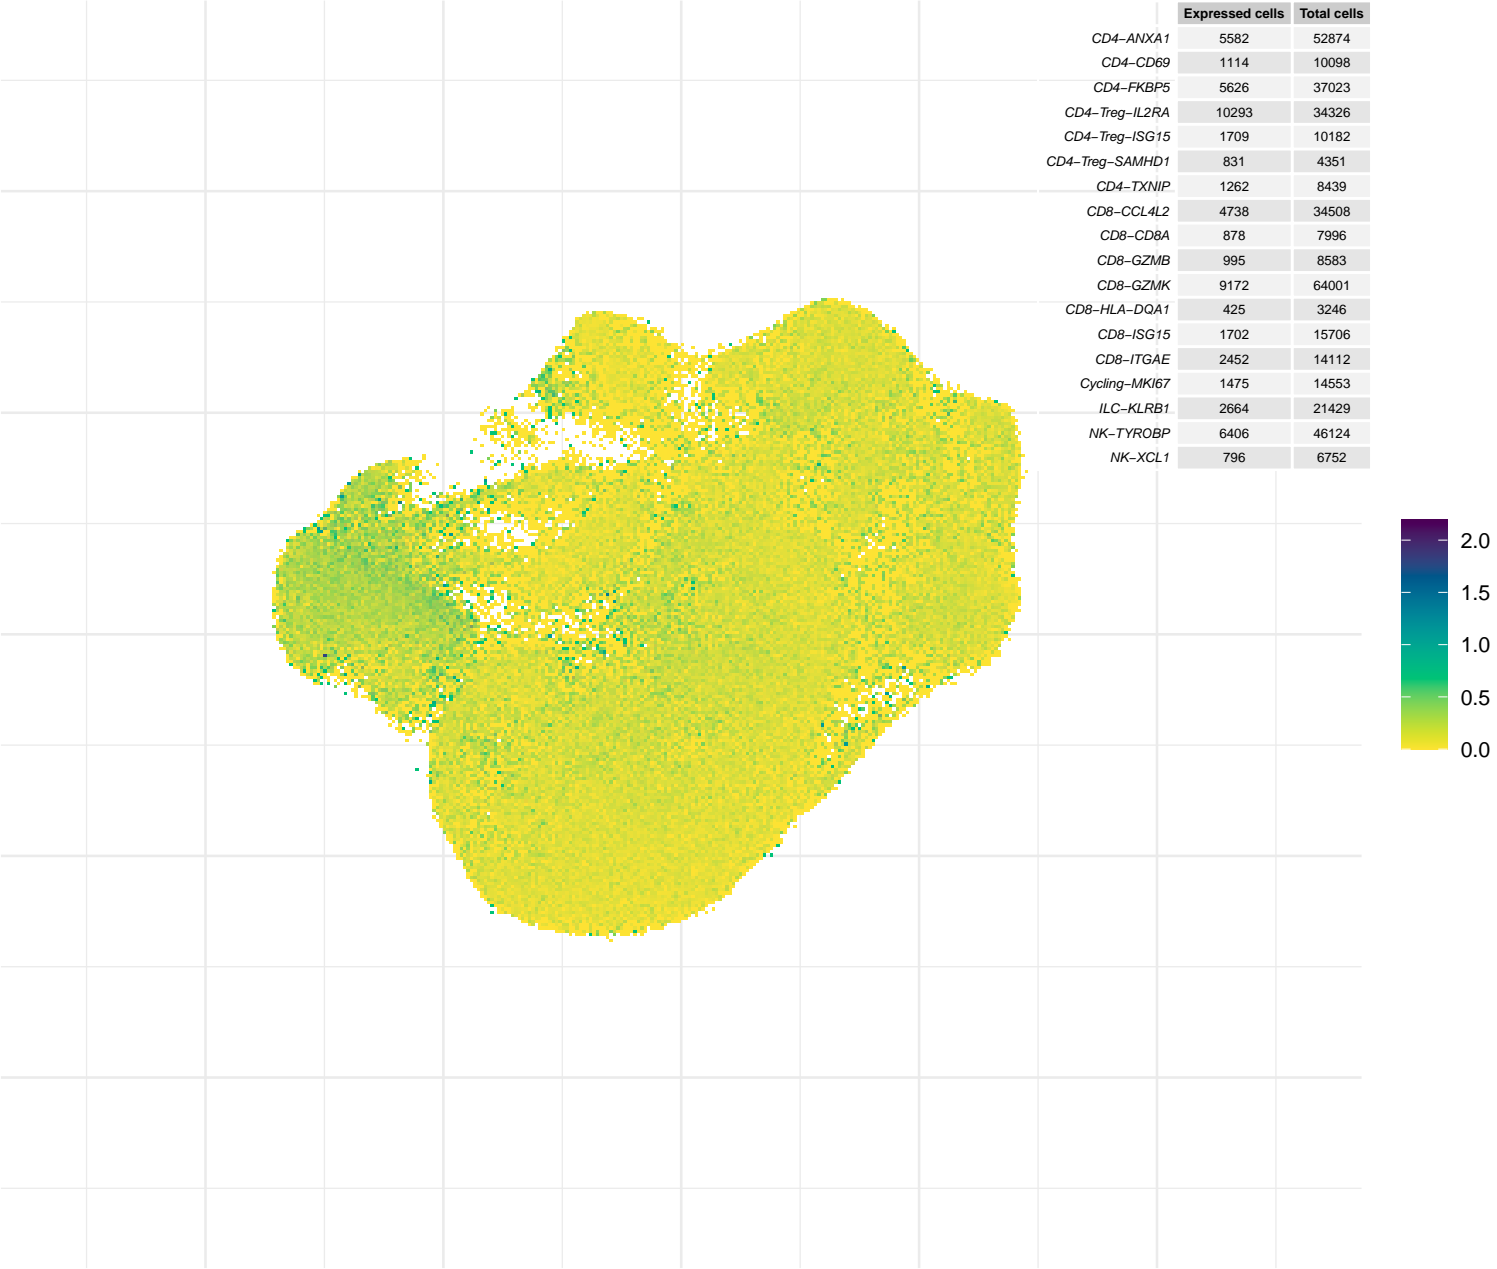 Expressed cells Total cells
CD4−ANXA1 5582 52874
CD4−CD69 1114 10098
CD4−FKBP5 5626 37023
CD4−Treg−IL2RA 10293 34326
CD4−Treg−ISG15 1709 10182
CD4−Treg−SAMHD1 831 4351
CD4−TXNIP 1262 8439
CD8−CCL4L2 4738 34508
CD8−CD8A 878 7996
CD8−GZMB 995 8583
CD8−GZMK 9172 64001
CD8−HLA−DQA1 425 3246
CD8−ISG15 1702 15706
CD8−ITGAE 2452 14112
Cycling−MKI67 1475 14553
ILC−KLRB1 2664 21429
NK−TYROBP 6406 46124
NK−XCL1 796 6752
2.0
1.5
1.0
0.5
0.0